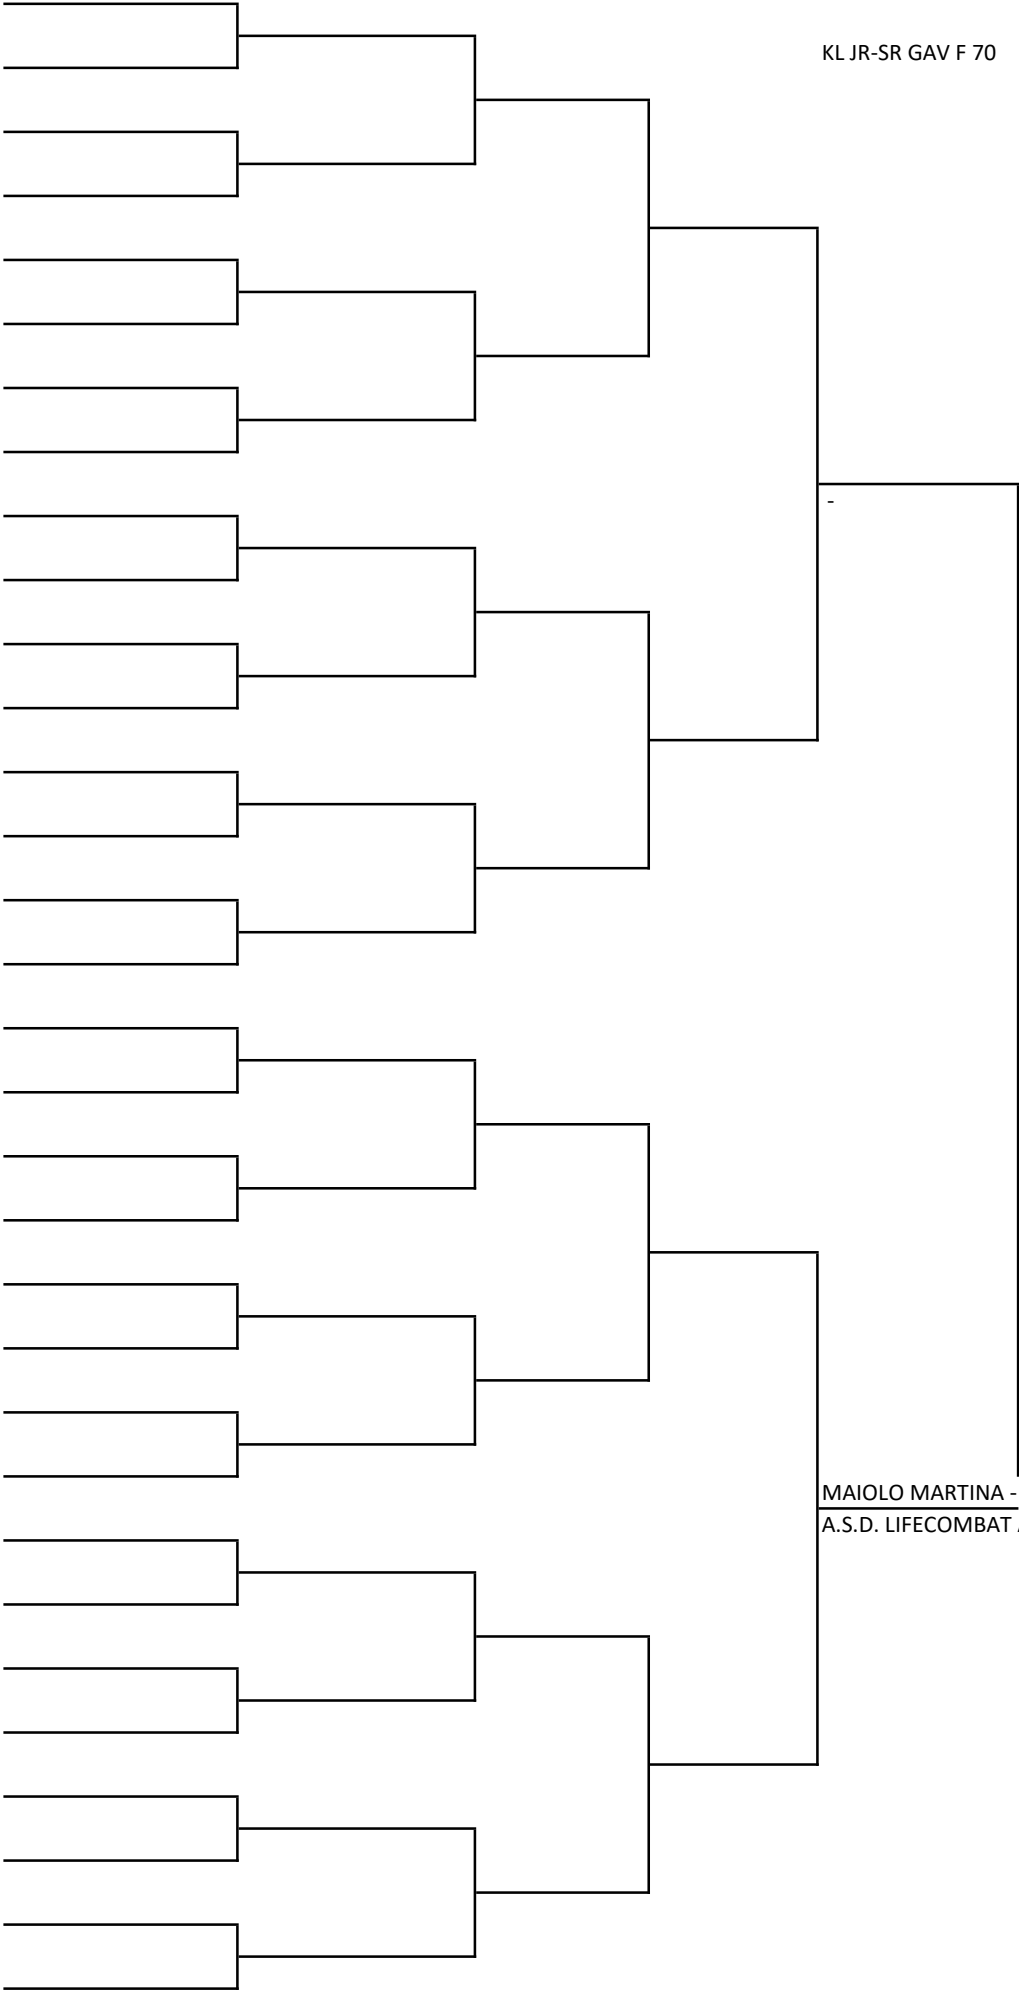 KL JR-SR GAV F 70
-
MAIOLO MARTINA -
A.S.D. LIFECOMBAT